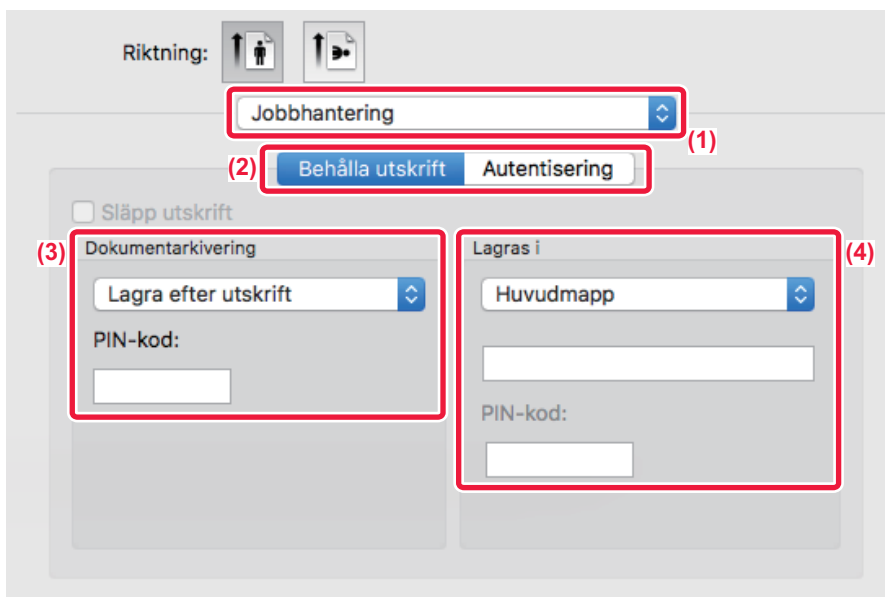 Riktning:
Jobbhantering
(1)
(2)
Behålla utskrift Autentisering
Släpp utskrift
(3)
Dokumentarkivering
Lagra efter utskrift
PIN-kod:
Lagras i
(4)
Huvudmapp
PIN-kod: